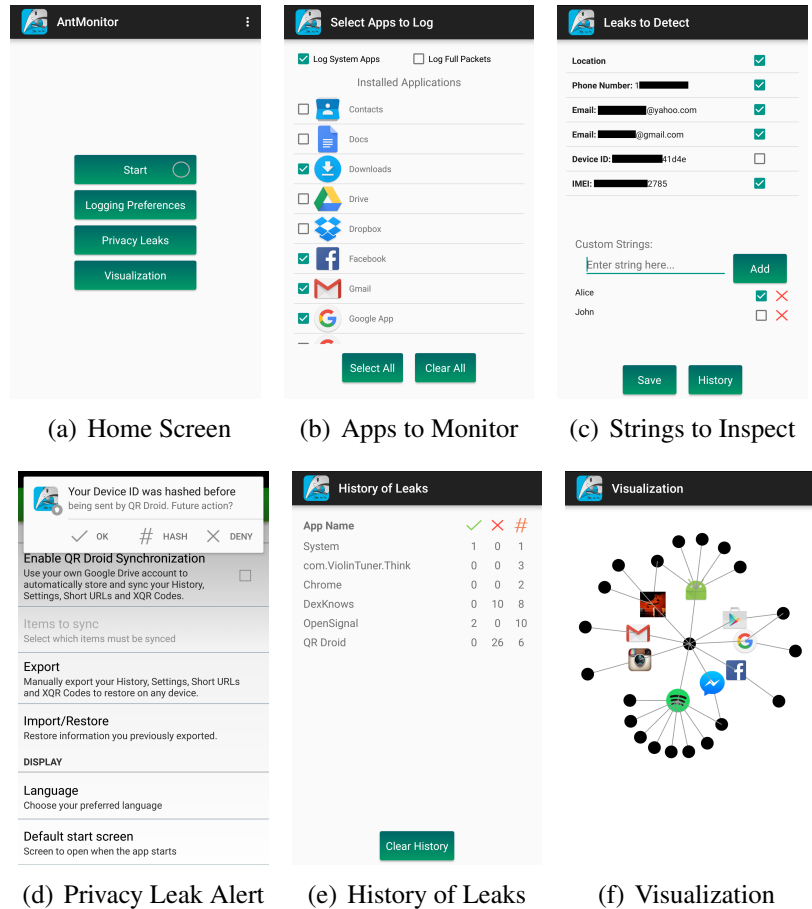 AntMonitor
Start
Logging Preferences
Privacy Leaks
Visualization
(a) Home Screen
Select Apps to Log
Log System Apps Log Full Packets
Installed Applications
Contacts
Docs
Downloads
Drive
Dropbox
Facebook
Gmail
Google App
Select All Clear All
(b) Apps to Monitor
Leaks to Detect
Location
Phone Number: 1
Email: @yahoo.com
Email: @gmail.com
Device ID: 41d4e
IMEI: 2785
Custom Strings:
Enter string here... Add
Alice
John
Save History
(c) Strings to Inspect
Your Device ID was hashed before
being sent by QR Droid. Future action?
OK # HASH DENY
Enable QR Droid Synchronization
Use your own Google Drive account to
automatically store and sync your History,
Settings, Short URLs and XQR Codes.
Items to sync
Select which items must be synced
Export
Manually export your History, Settings, Short URLs
and XQR Codes to restore on any device.
Import/Restore
Restore information you previously exported.
DISPLAY
Language
Choose your preferred language
Default start screen
Screen to open when the app starts
(d) Privacy Leak Alert
History of Leaks
App Name ✓ ✕ #
System 1 0 1
com.ViolinTuner.Think 0 0 3
Chrome 0 0 2
DexKnows 0 10 8
OpenSignal 2 0 10
QR Droid 0 26 6
Clear History
(e) History of Leaks
Visualization
(f) Visualization